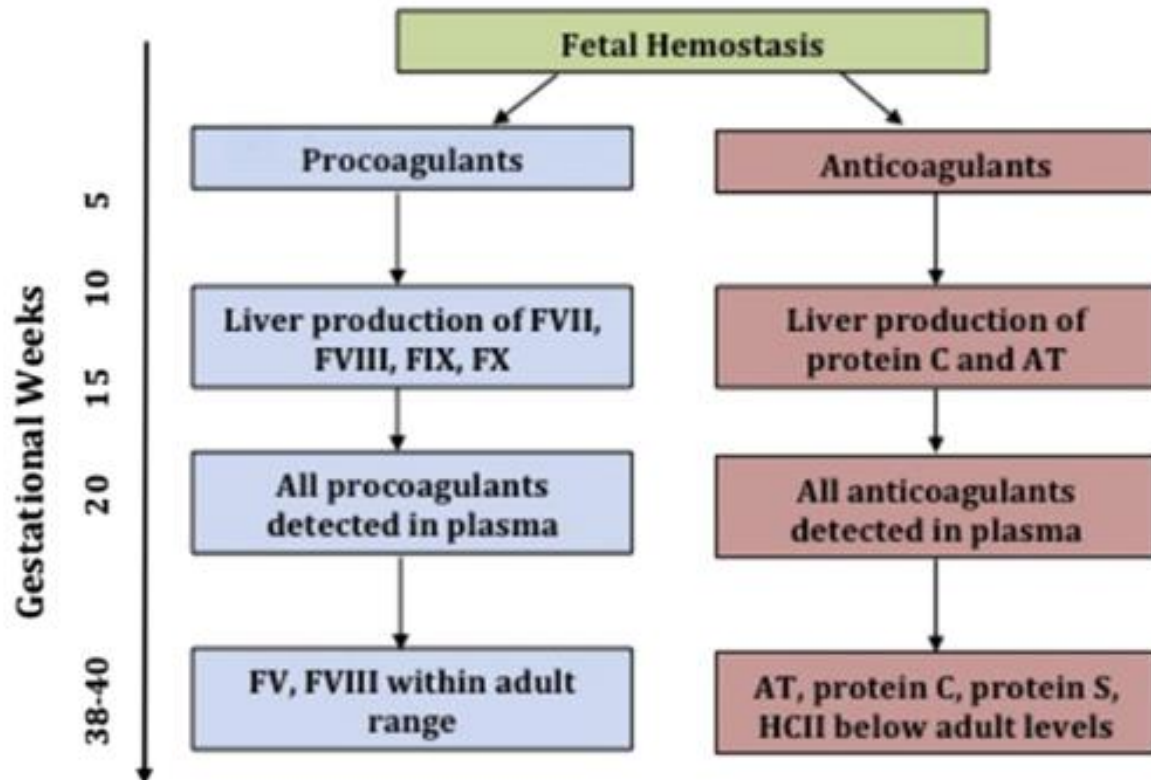 Fetal Hemostasis
Procoagulants
Anticoagulants
Gestational Weeks
5
10
15
20
38-40
Liver production of FVII,
FVIII, FIX, FX
Liver production of
protein C and AT
All procoagulants
detected in plasma
All anticoagulants
detected in plasma
FV, FVIII within adult
range
AT, protein C, protein S,
HCII below adult levels